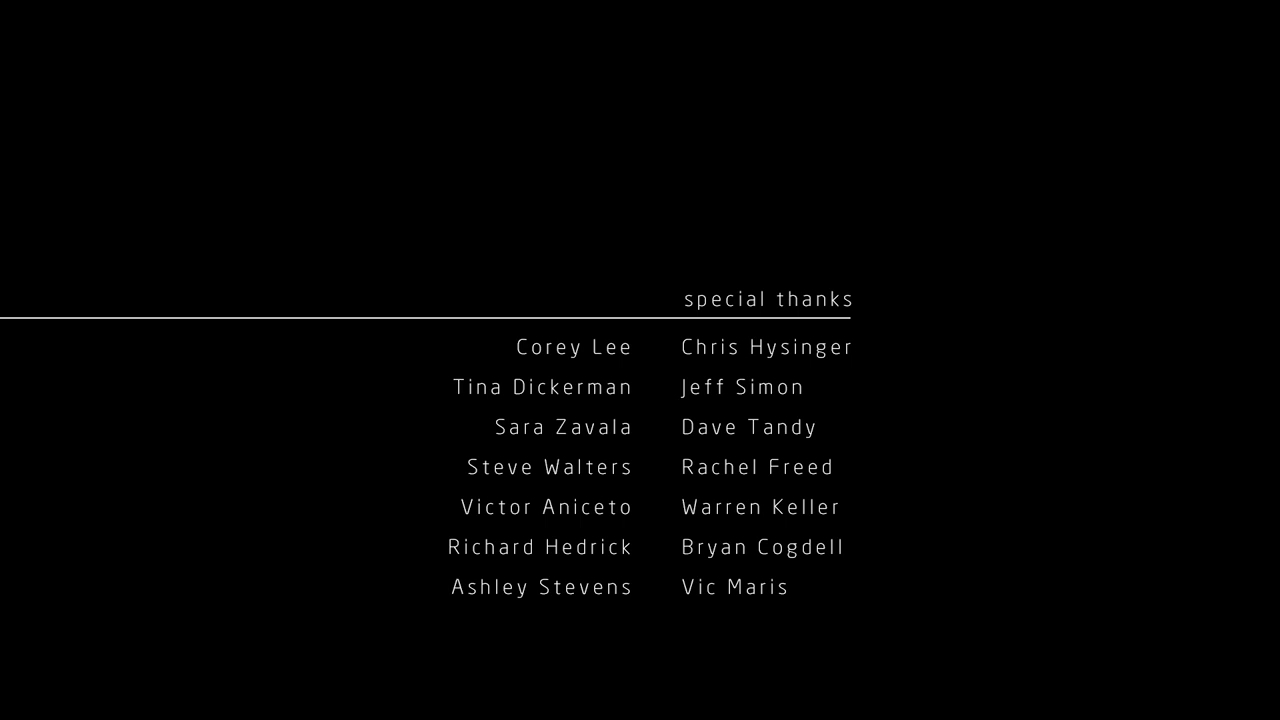 special thanks
Corey Lee Chris Hysinger
Tina Dickerman Jeff Simon
Sara Zavala Dave Tandy
Steve Walters Rachel Freed
Victor Aniceto Warren Keller
Richard Hedrick Bryan Cogdell
Ashley Stevens Vic Maris